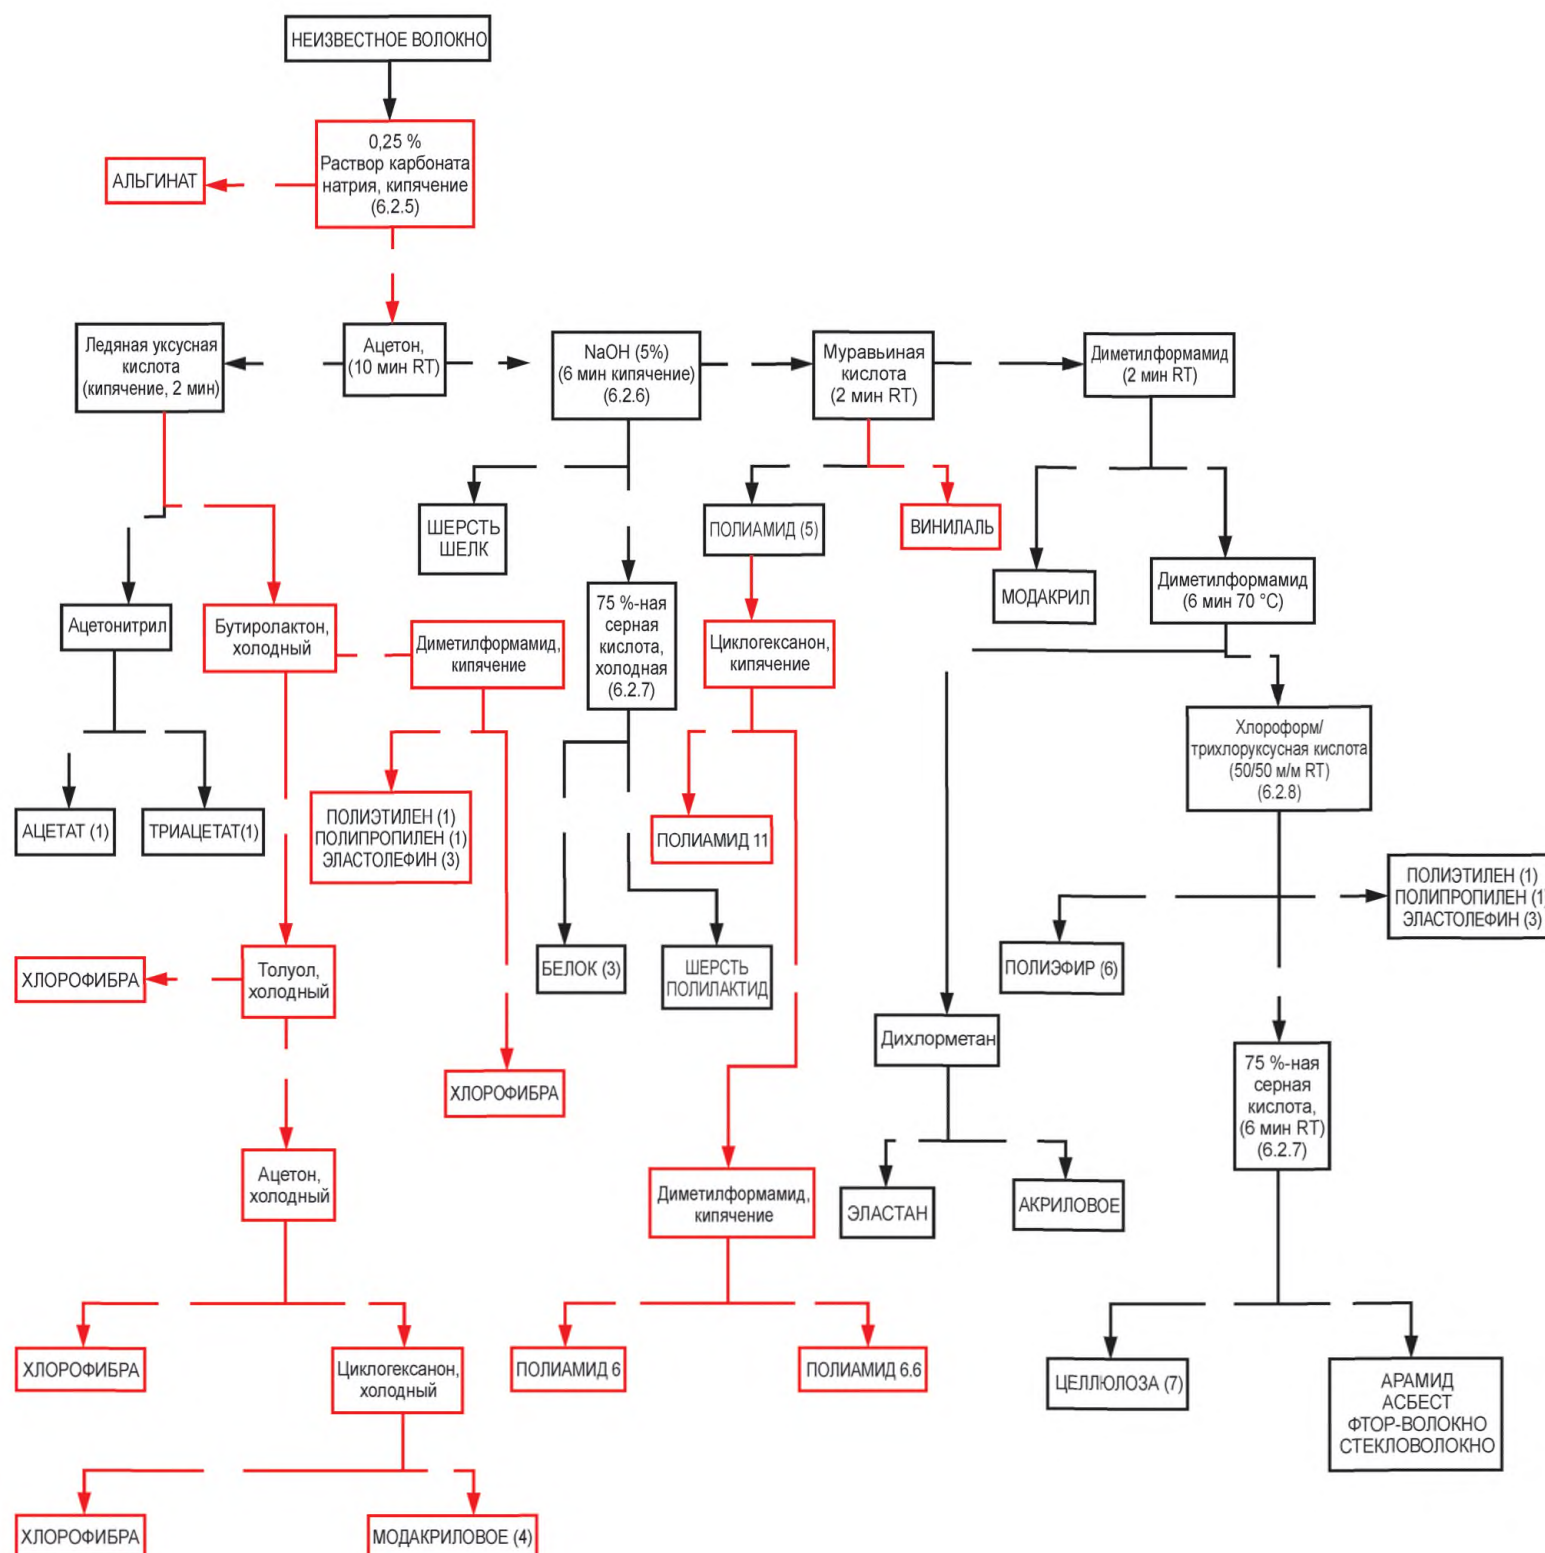 НЕИЗВЕСТНОЕ ВОЛОКНО
0,25 %
Раствор карбоната
натрия, кипячение
(6.2.5)
АЛЬГИНАТ
Ледяная уксусная
кислота
(кипячение, 2 мин)
Ацетон,
(10 мин RT)
NaOH (5%)
(6 мин кипячение)
(6.2.6)
Муравьиная
кислота
(2 мин RT)
Диметилформамид
(2 мин RT)
ШЕРСТЬ
ШЕЛК
ПОЛИАМИД (5)
ВИНИЛАЛЬ
МОДАКРИЛ
Диметилформамид
(6 мин 70 °C)
Ацетонитрил
Бутиролактон,
холодный
Диметилформамид,
кипячение
75 %-ная
серная
кислота,
холодная
(6.2.7)
Циклогексанон,
кипячение
Хлороформ/
трихлоруксусная кислота
(50/50 м/м RT)
(6.2.8)
АЦЕТАТ (1)
ТРИАЦЕТАТ(1)
ПОЛИЭТИЛЕН (1)
ПОЛИПРОПИЛЕН (1)
ЭЛАСТОЛЕФИН (3)
ПОЛИАМИД 11
ПОЛИЭТИЛЕН (1)
ПОЛИПРОПИЛЕН (1)
ЭЛАСТОЛЕФИН (3)
ХЛОРОФИБРА
Толуол,
холодный
БЕЛОК (3)
ШЕРСТЬ
ПОЛИЛАКТИД
ПОЛИЭФИР (6)
Дихлорметан
ХЛОРОФИБРА
75 %-ная
серная
кислота,
(6 мин RT)
(6.2.7)
Ацетон,
холодный
Диметилформамид,
кипячение
ЭЛАСТАН
АКРИЛОВОЕ
ХЛОРОФИБРА
Циклогексанон,
холодный
ПОЛИАМИД 6
ПОЛИАМИД 6.6
ЦЕЛЛЮЛОЗА (7)
АРАМИД
АСБЕСТ
ФТОР-ВОЛОКНО
СТЕКЛОВОЛОКНО
ХЛОРОФИБРА
МОДАКРИЛОВОЕ (4)